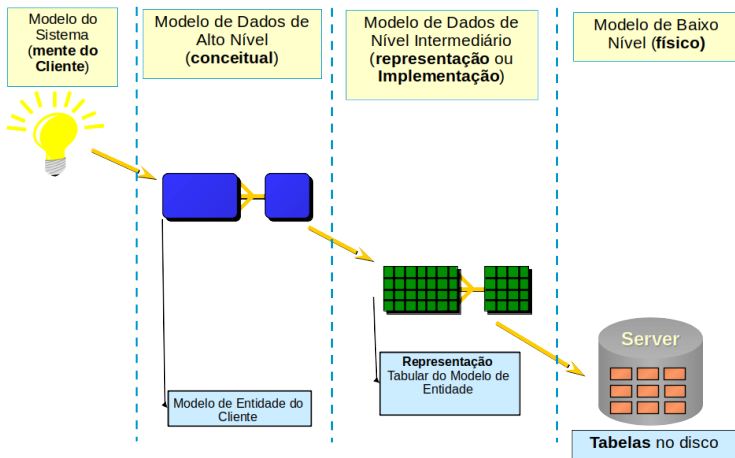 Modelo do
Sistema
(mente do
Cliente)
Modelo de Dados de
Alto Nível
(conceitual)
Modelo de Dados de
Nível Intermediário
(representação ou
Implementação)
Modelo de Baixo
Nível (físico)
Modelo de Entidade do
Cliente
Representação
Tabular do Modelo de
Entidade
Server
Tabelas no disco